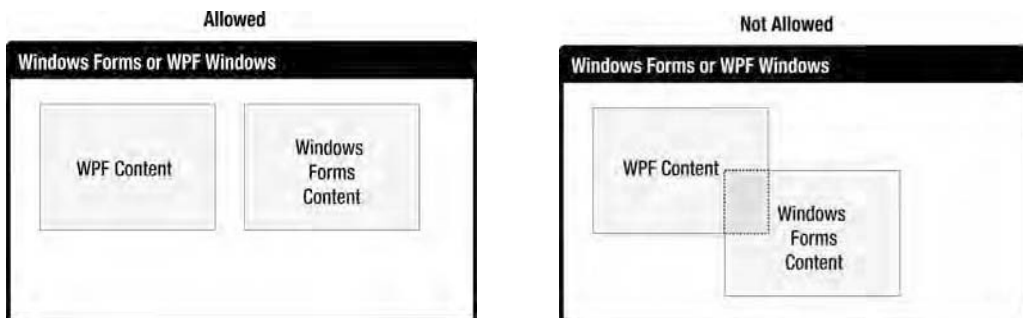 Allowed
Windows Forms or WPF Windows
WPF Content
Windows
Forms
Content
Not Allowed
Windows Forms or WPF Windows
WPF Content
Windows
Forms
Content